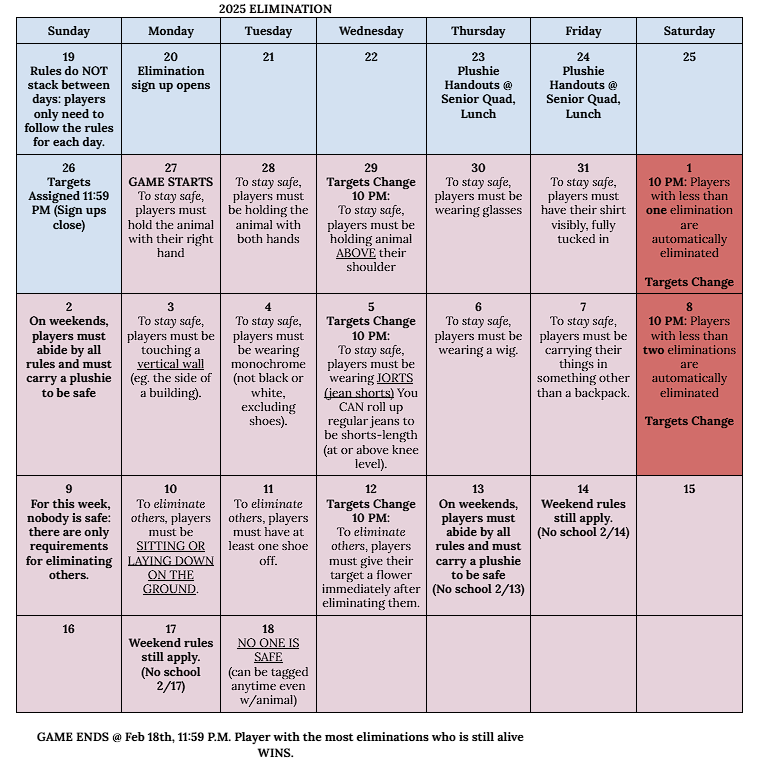 2025 ELIMINATION
Sunday
Monday
Tuesday
Wednesday
Thursday
Friday
Saturday
19
Rules do NOT
stack between
days: players
only need to
follow the rules
for each day.
20
Elimination
sign up opens
21
22
23
Plushie
Handouts @
Senior Quad,
Lunch
24
Plushie
Handouts @
Senior Quad,
Lunch
25
26
Targets
Assigned 11:59
PM (Sign ups
close)
27
GAME STARTS
To stay safe,
players must
hold the animal
with their right
hand
28
To stay safe,
players must
be holding the
animal with
both hands
29
Targets Change
10 PM:
To stay safe,
players must be
holding animal
ABOVE their
shoulder
30
To stay safe,
players must be
wearing glasses
31
To stay safe,
players must
have their shirt
visibly, fully
tucked in
1
10 PM: Players
with less than
one elimination
are
automatically
eliminated
Targets Change
2
On weekends,
players must
abide by all
rules and must
carry a plushie
to be safe
3
To stay safe,
players must be
touching a
vertical wall
(eg. the side of
a building).
4
To stay safe,
players must
be wearing
monochrome
(not black or
white,
excluding
shoes).
5
Targets Change
10 PM:
To stay safe,
players must be
wearing JORTS
(jean shorts) You
CAN roll up
regular jeans to
be shorts-length
(at or above knee
level).
6
To stay safe,
players must be
wearing a wig.
7
To stay safe,
players must be
carrying their
things in
something other
than a backpack.
8
10 PM: Players
with less than
two eliminations
are
automatically
eliminated
Targets Change
9
For this week,
nobody is safe:
there are only
requirements
for eliminating
others.
10
To eliminate
others, players
must be
SITTING OR
LAYING DOWN
ON THE
GROUND.
11
To eliminate
others, players
must have at
least one shoe
off.
12
Targets Change
10 PM:
To eliminate
others, players
must give their
target a flower
immediately after
eliminating them.
13
On weekends,
players must
abide by all
rules and must
carry a plushie
to be safe
(No school 2/13)
14
Weekend rules
still apply.
(No school 2/14)
15
16
17
Weekend rules
still apply.
(No school
2/17)
18
NO ONE IS
SAFE
(can be tagged
anytime even
w/animal)
GAME ENDS @ Feb 18th, 11:59 P.M. Player with the most eliminations who is still alive
WINS.